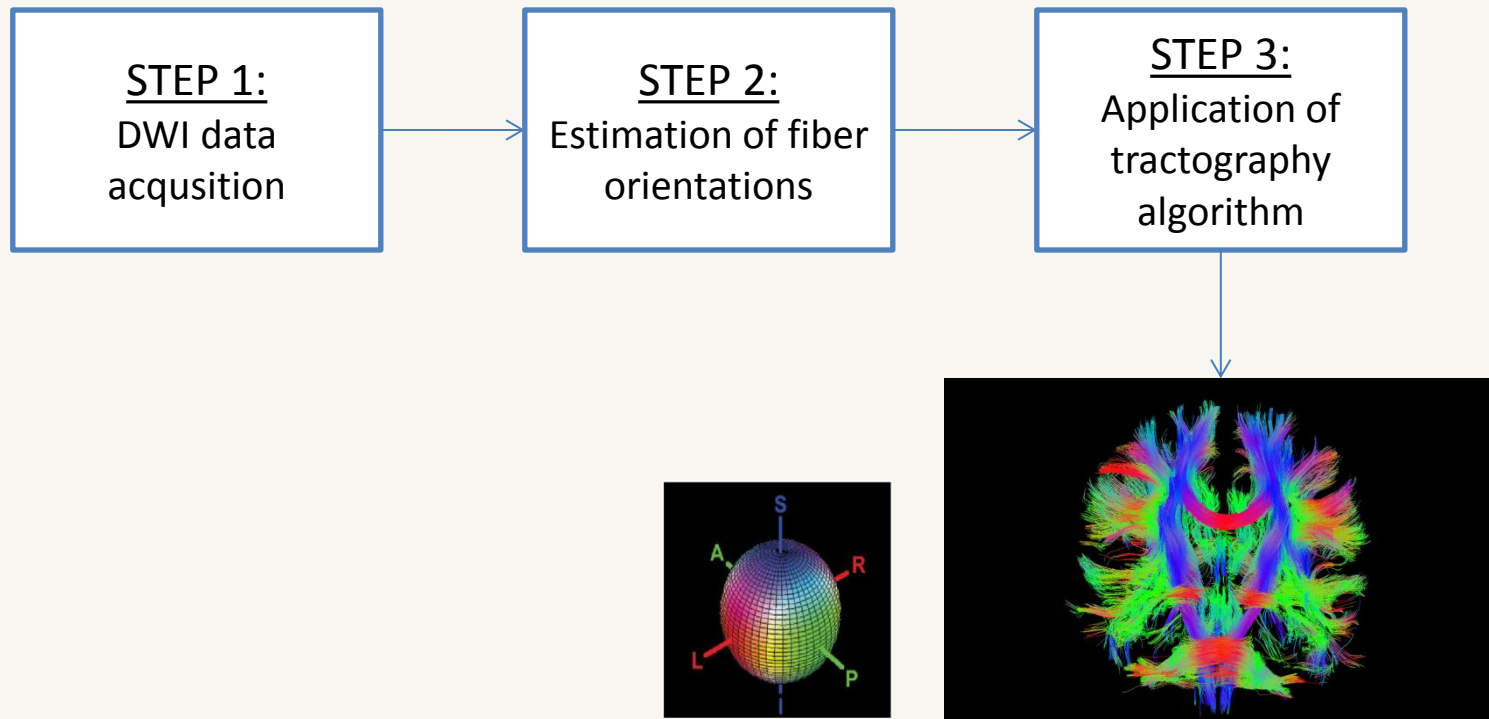 STEP 1:
DWI data
acqusition
STEP 2:
Estimation of fiber
orientations
STEP 3:
Application of
tractography
algorithm
S
A
R
L
P
I